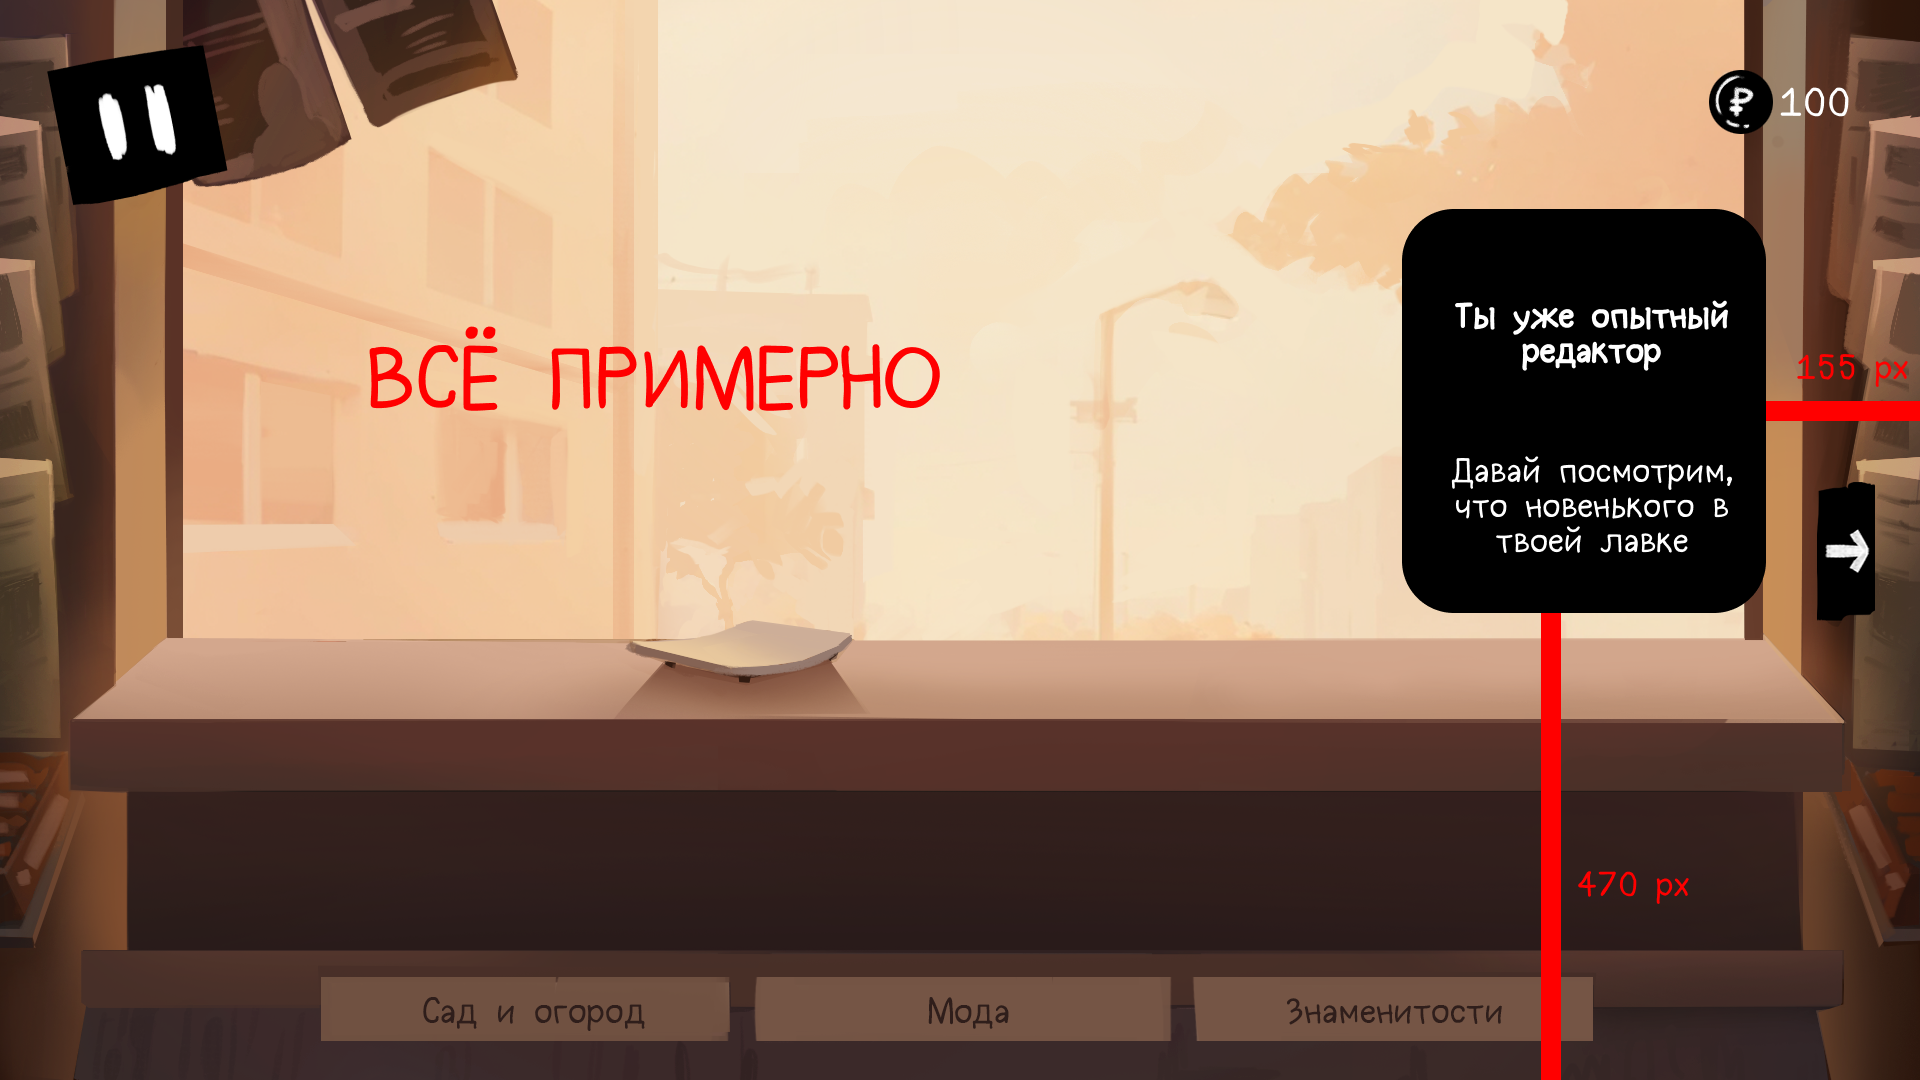 100
ВСЁ ПРИМЕРНО
Ты уже опытный
редактор
155 px
Давай посмотрим,
что новенького в
твоей лавке
470 px
Сад и огород
Мода
Знаменитости